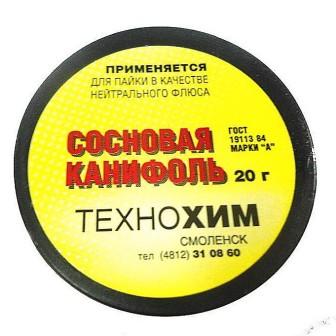 ПРИМЕНЯЕТСЯ
ДЛЯ ПАЙКИ В КАЧЕСТВЕ
НЕЙТРАЛЬНОГО ФЛЮСА
СОСНОВАЯ
КАНИФОЛЬ 20 г
ГОСТ
19113 84
МАРКИ "А"
ТЕХНОХИМ
СМОЛЕНСК
тел (4812) 31 08 60